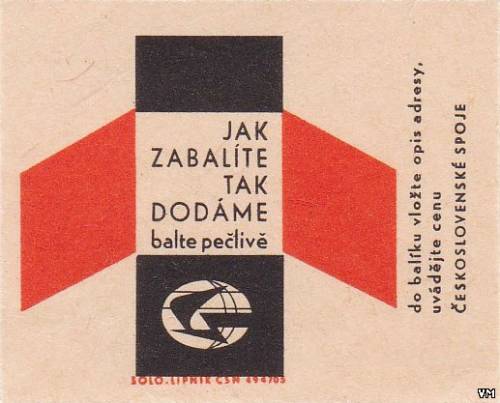 JAK
ZABALÍTE
TAK
DODÁME
balte pečlivě
SOLO-LIPNÍK ČSN 494705
do balíku vložte opis adresy,
uvádějte cenu
ČESKOSLOVENSKÉ SPOJE
VM